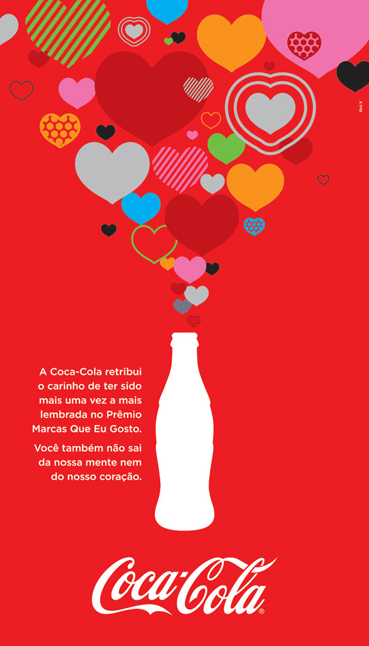 A Coca-Cola retribui
o carinho de ter sido
mais uma vez a mais
lembrada no Prêmio
Marcas Que Eu Gosto.
Você também não sai
da nossa mente nem
do nosso coração.
Coca-Cola